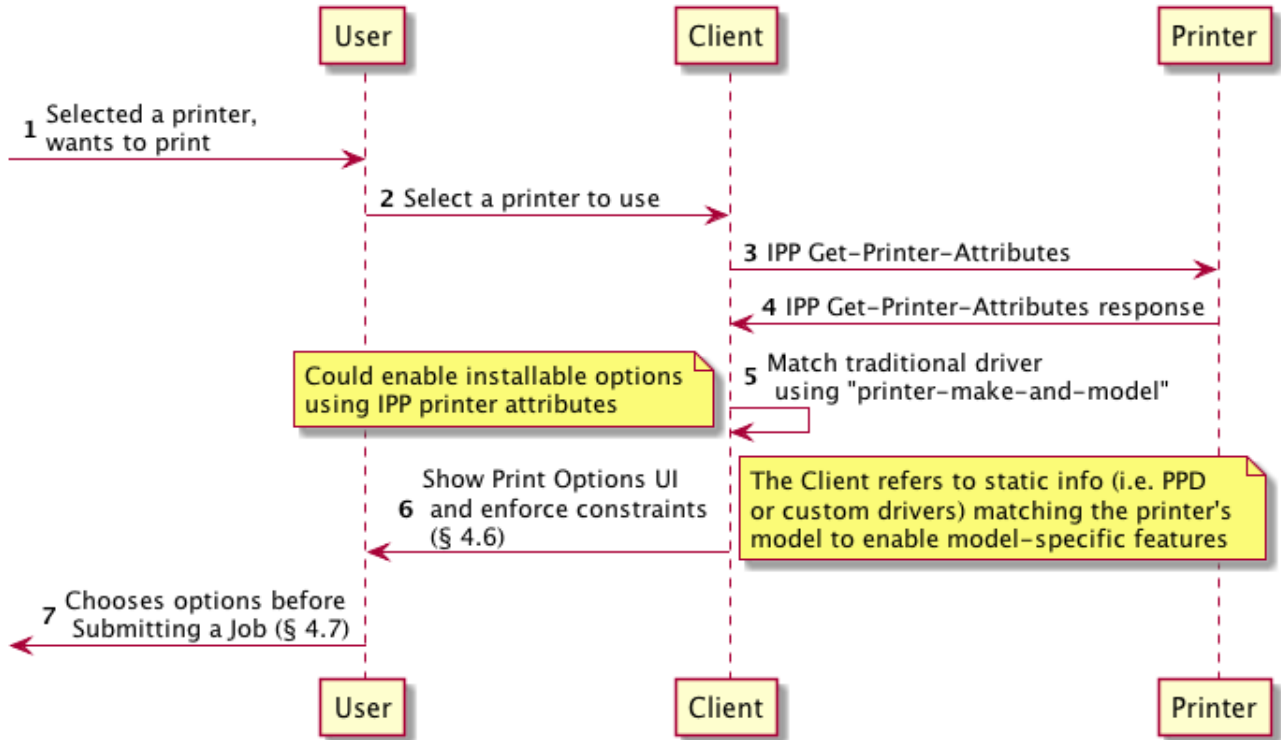 User
Client
Printer
1 Selected a printer,
wants to print
2 Select a printer to use
3 IPP Get-Printer-Attributes
4 IPP Get-Printer-Attributes response
Could enable installable options
using IPP printer attributes
5 Match traditional driver
using "printer-make-and-model"
Show Print Options UI
6 and enforce constraints
(§ 4.6)
The Client refers to static info (i.e. PPD
or custom drivers) matching the printer's
model to enable model-specific features
7 Chooses options before
Submitting a Job (§ 4.7)
User
Client
Printer